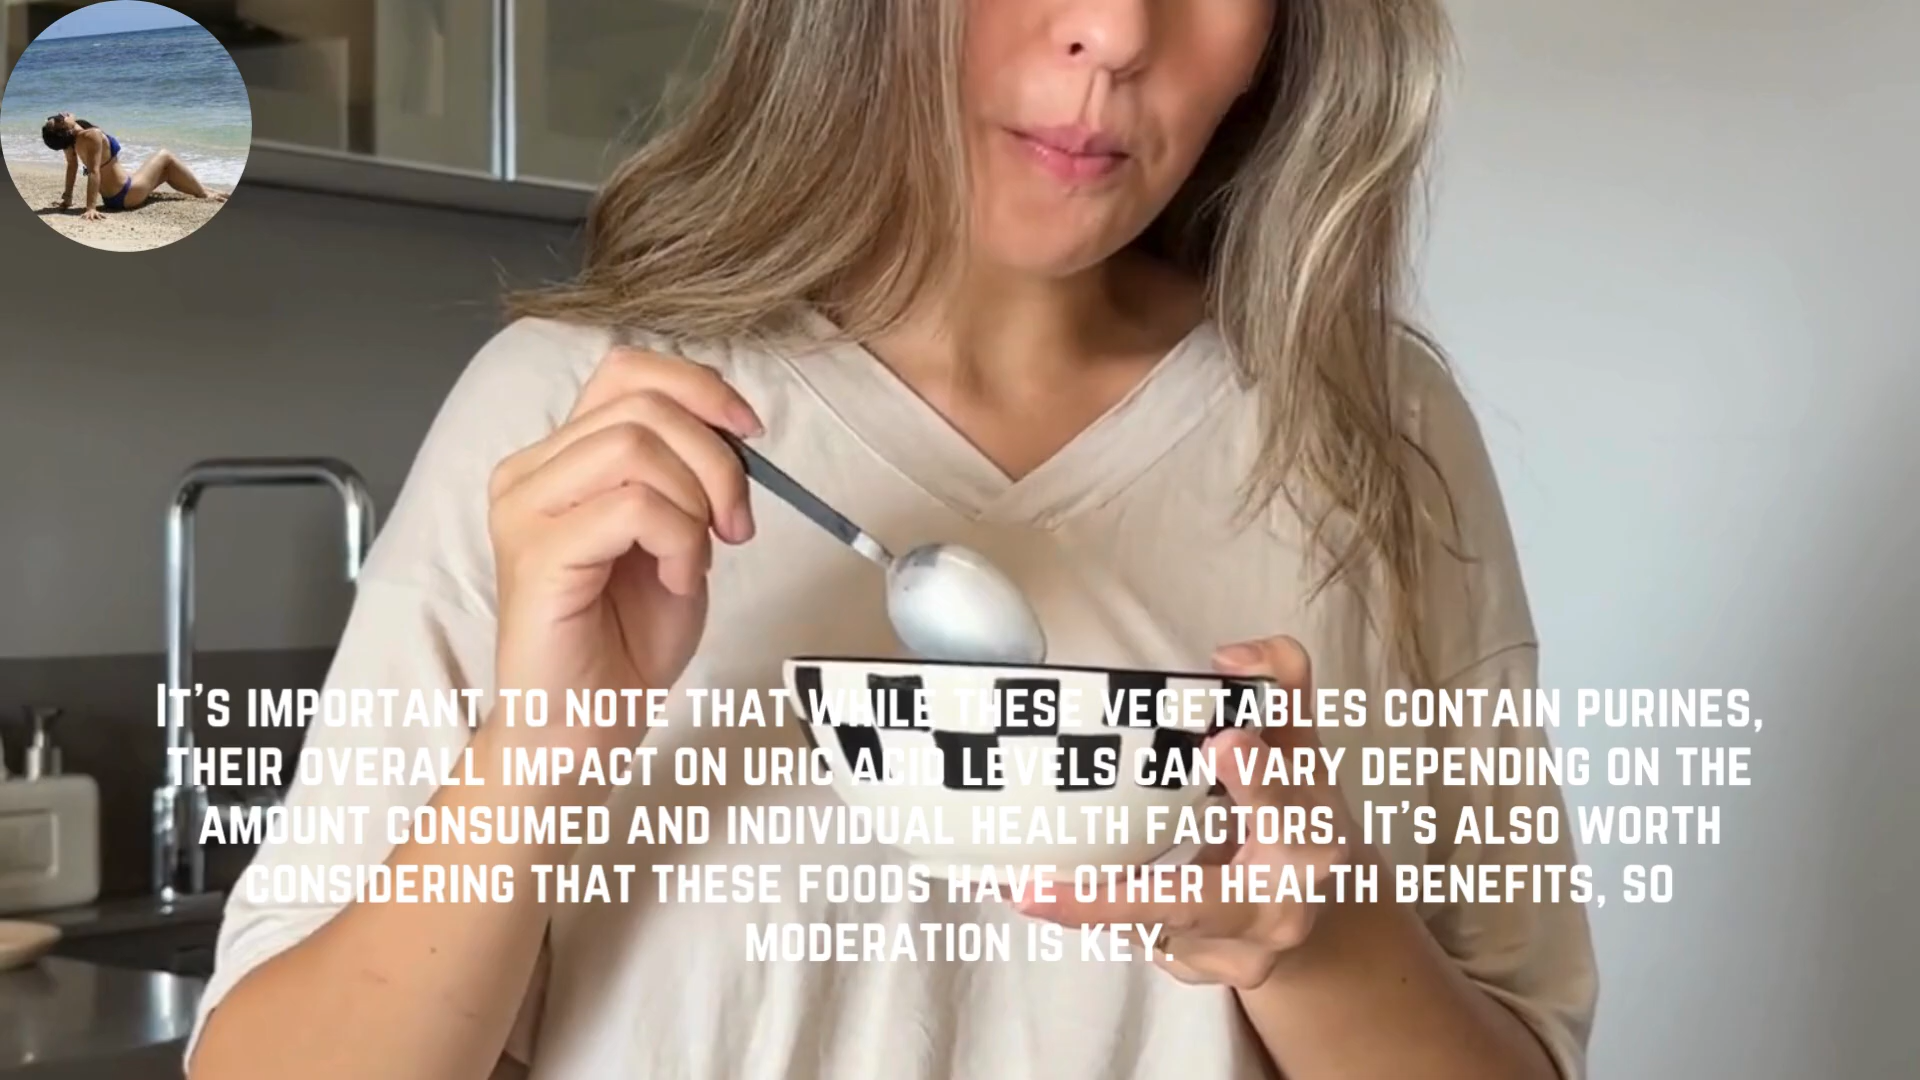 It's important to note that while these vegetables contain purines,
their overall impact on uric acid levels can vary depending on the
amount consumed and individual health factors. It's also worth
considering that these foods have other health benefits, so
moderation is key.